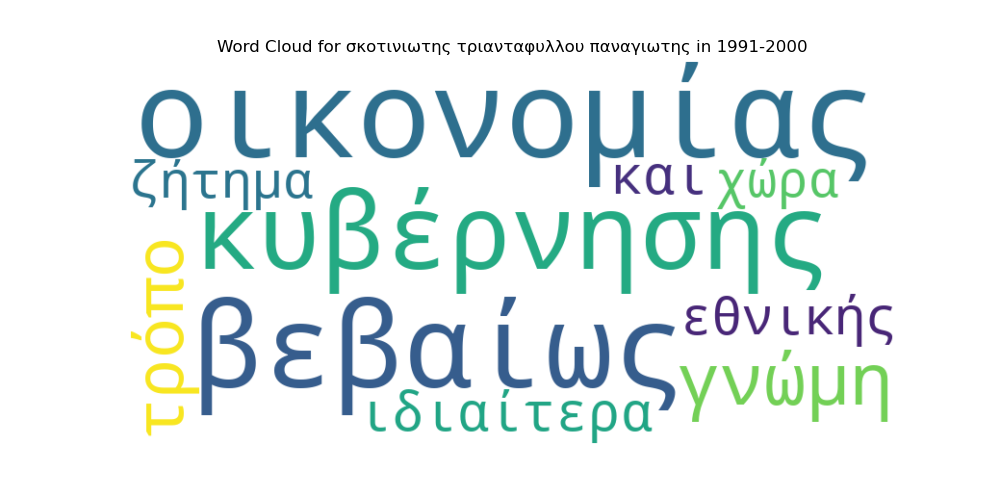 Word Cloud for σκοτινιωτης τριανταφυλλου παναγιωτης in 1991-2000
οικονομίας
ζήτημα
και
χώρα
κυβέρνησης
τρόπο
βεβαίως
εθνικής
γνώμη
ιδιαίτερα